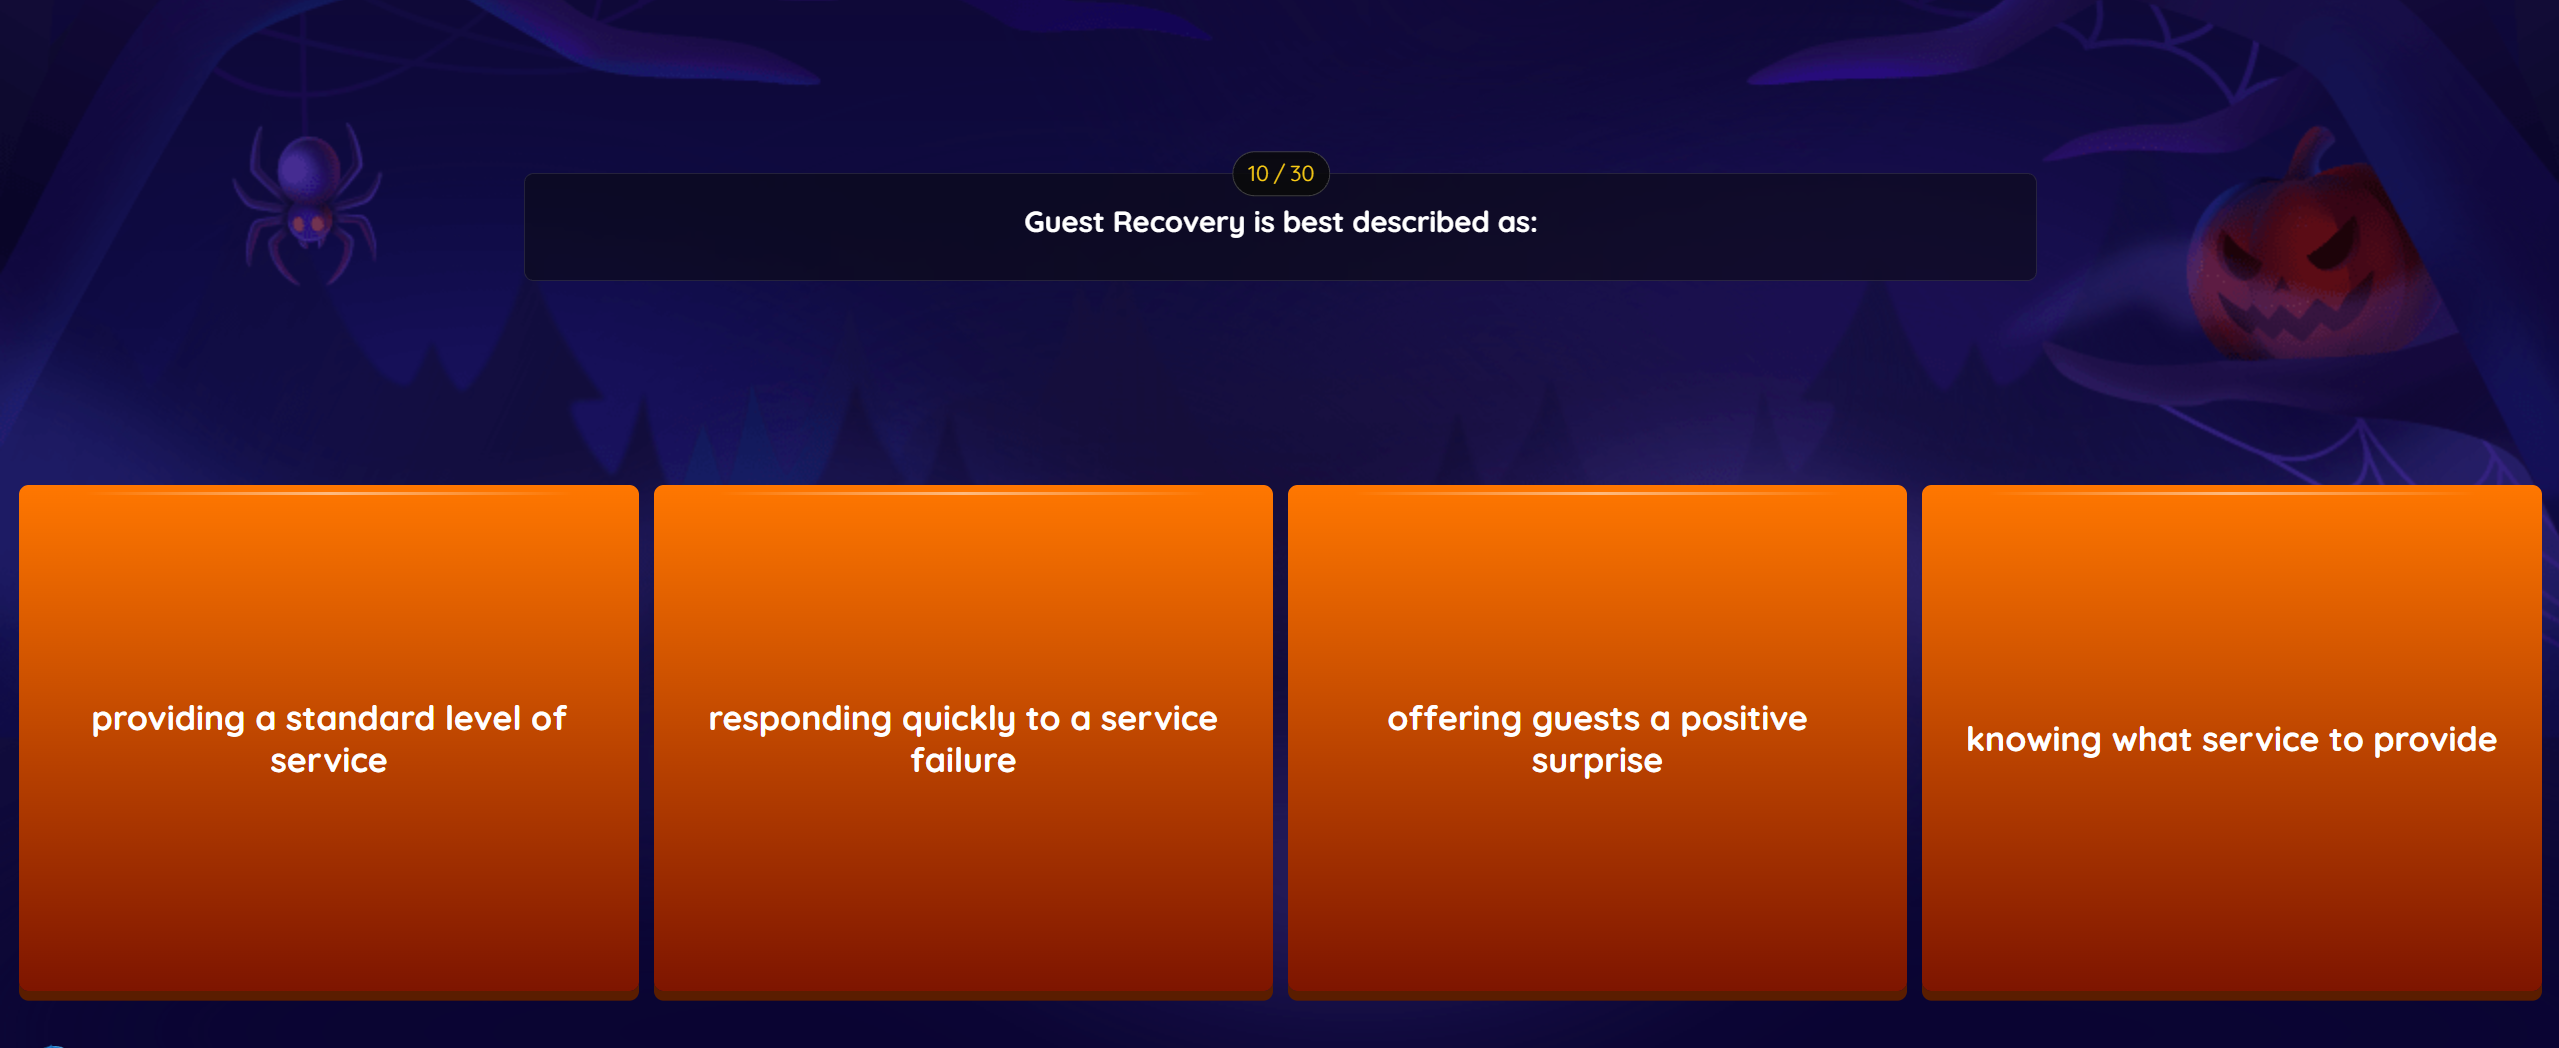 10 / 30
Guest Recovery is best described as:
providing a standard level of
service
responding quickly to a service
failure
offering guests a positive
surprise
knowing what service to provide